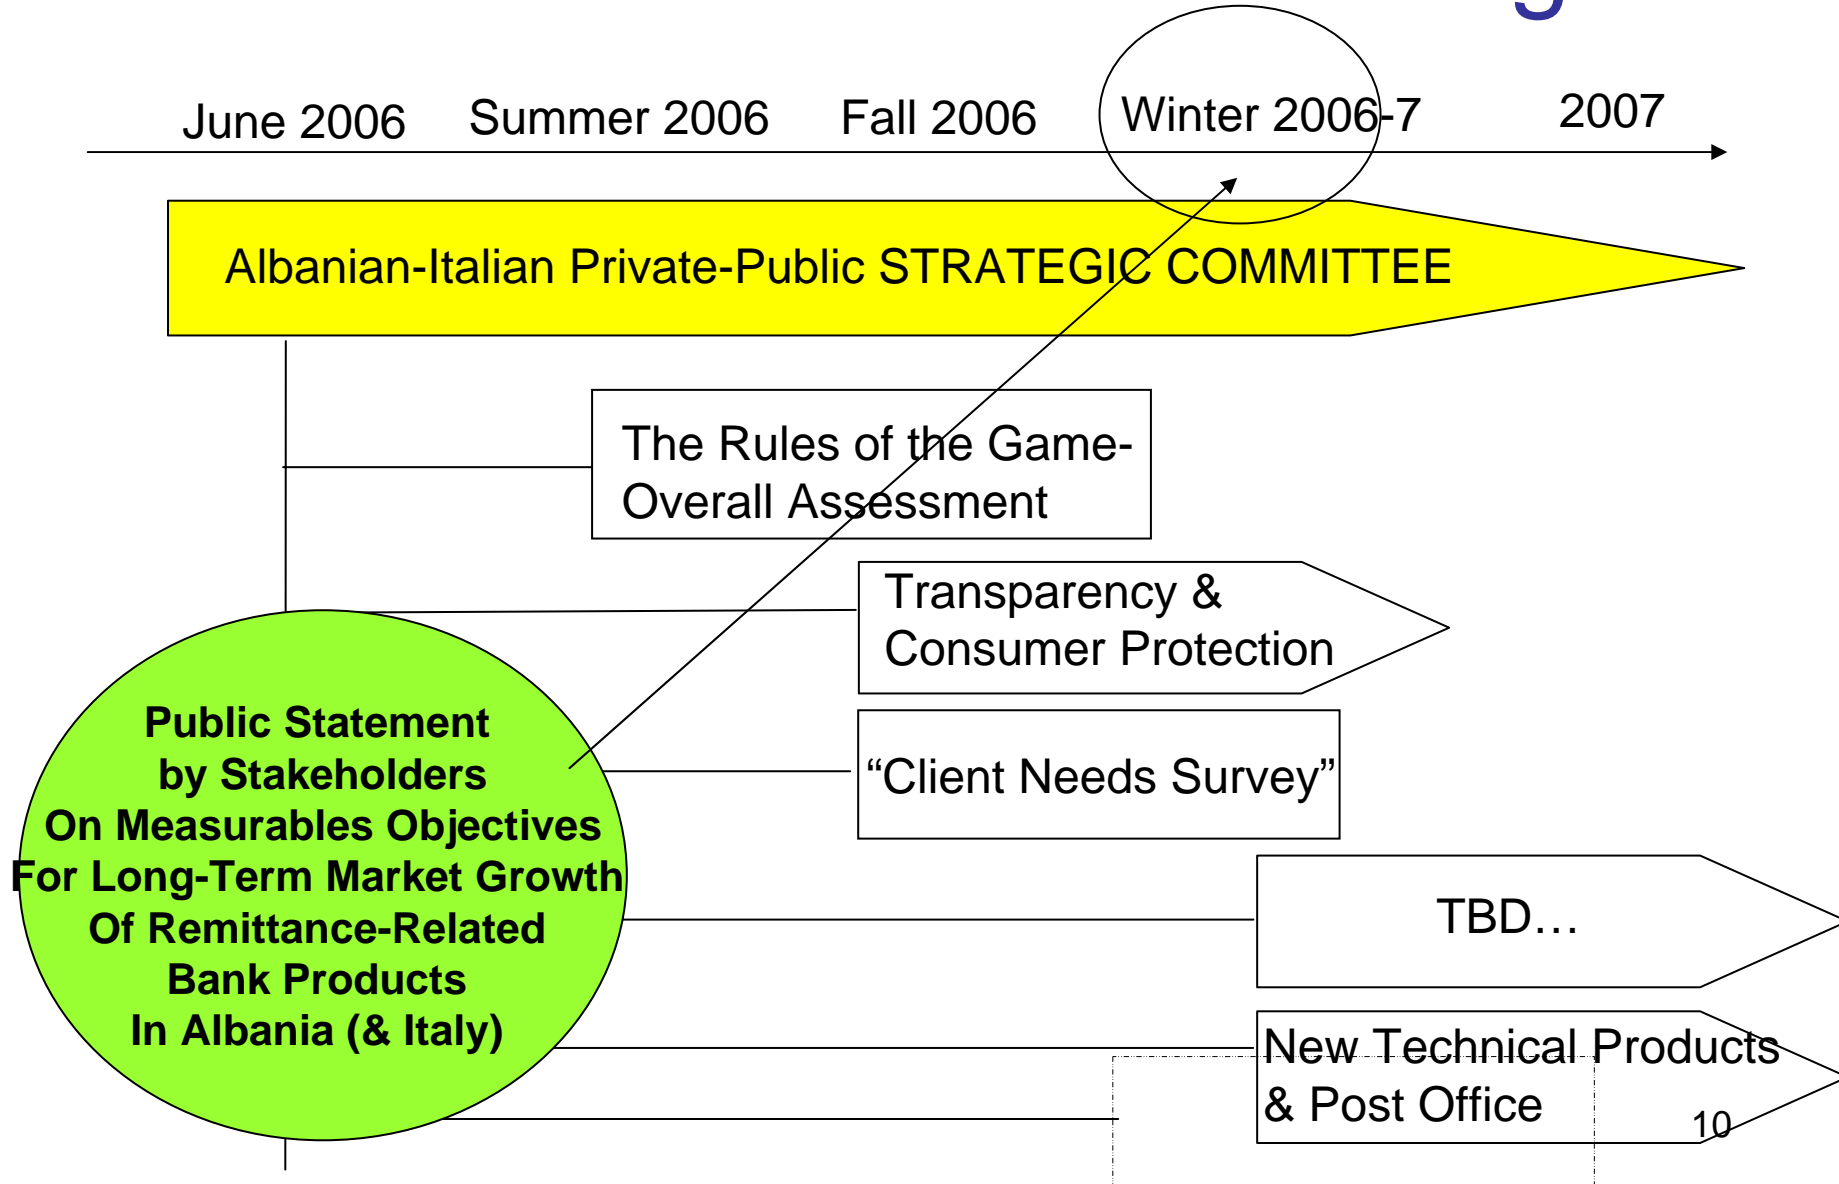 g
June 2006
Summer 2006
Fall 2006
Winter 2006-7
2007
Albanian-Italian Private-Public STRATEGIC COMMITTEE
The Rules of the Game-
Overall Assessment
Transparency &
Consumer Protection
Public Statement
by Stakeholders
On Measurables Objectives
For Long-Term Market Growth
Of Remittance-Related
Bank Products
In Albania (& Italy)
“Client Needs Survey”
TBD…
New Technical Products
& Post Office
10